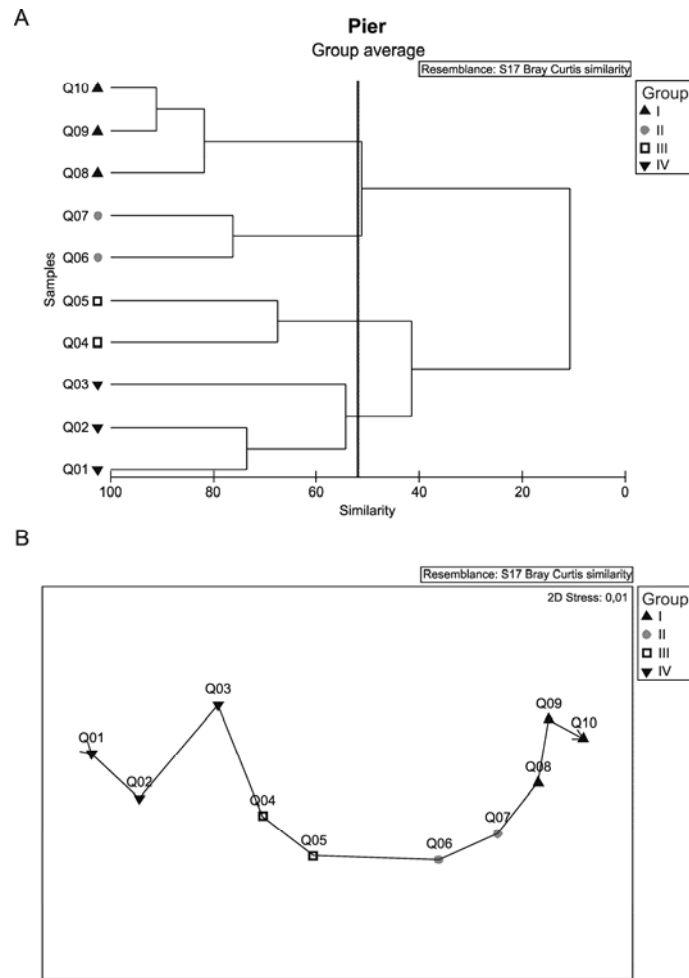 A
Pier
Group average
Resemblance: S17 Bray Curtis similarity
Group
I
II
III
IV
Q10
Q09
Q08
Q07
Q06
Q05
Q04
Q03
Q02
Q01
Samples
100 80 60 40 20 0
Similarity
B
Resemblance: S17 Bray Curtis similarity
2D Stress: 0,01
Group
I
II
III
IV
Q01
Q02
Q03
Q04
Q05
Q06
Q07
Q08
Q09
Q10